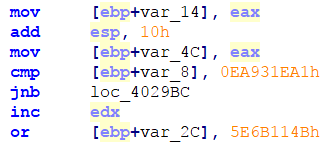 mov [ebp+var_14], eax
add esp, 10h
mov [ebp+var_4C], eax
cmp [ebp+var_8], 0EA931EA1h
jnb loc_4029BC
inc edx
or [ebp+var_2C], 5E6B114Bh